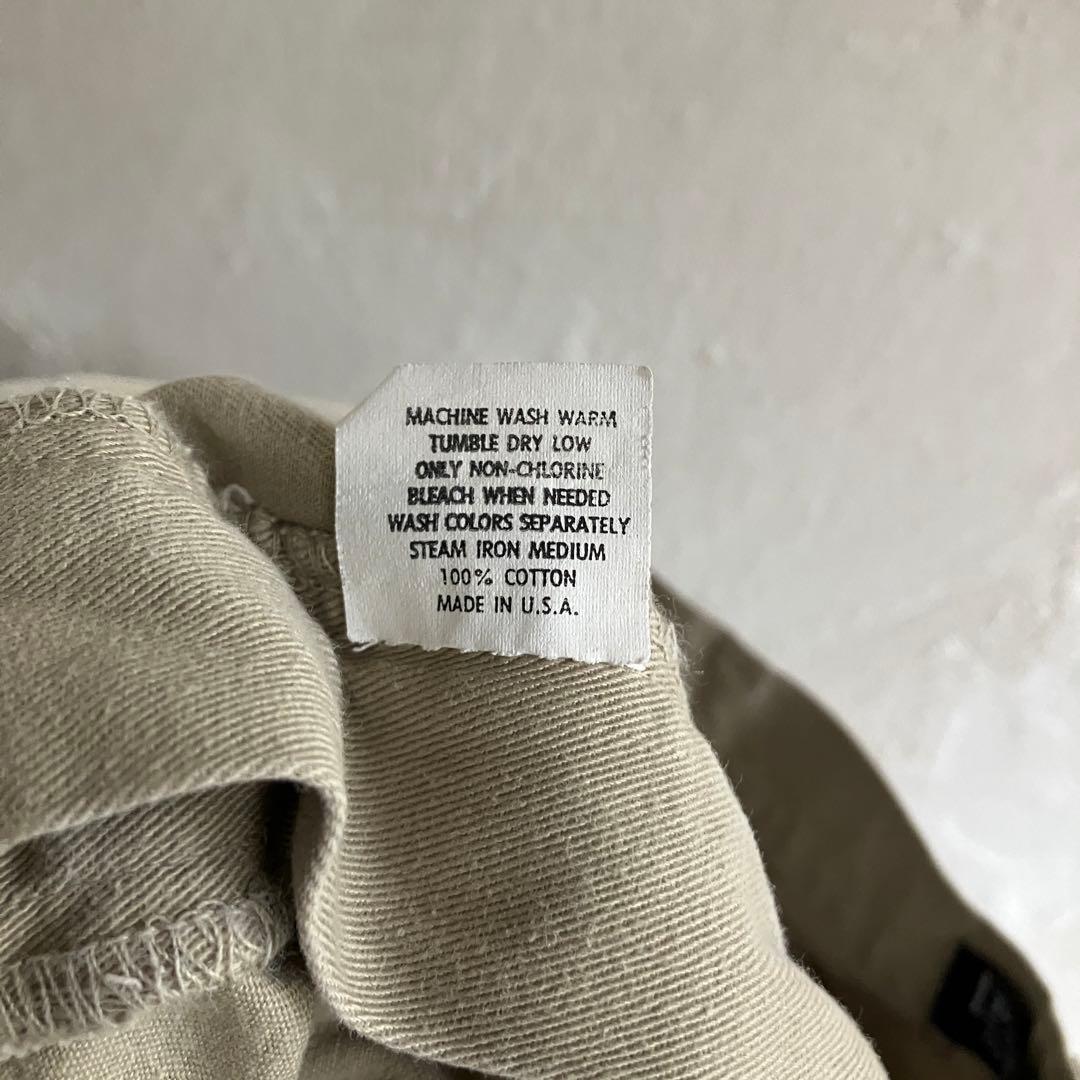 MACHINE WASH WARM
TUMBLE DRY LOW
ONLY NON-CHLORINE
BLEACH WHEN NEEDED
WASH COLORS SEPARATELY
STEAM IRON MEDIUM
100% COTTON
MADE IN U.S.A.